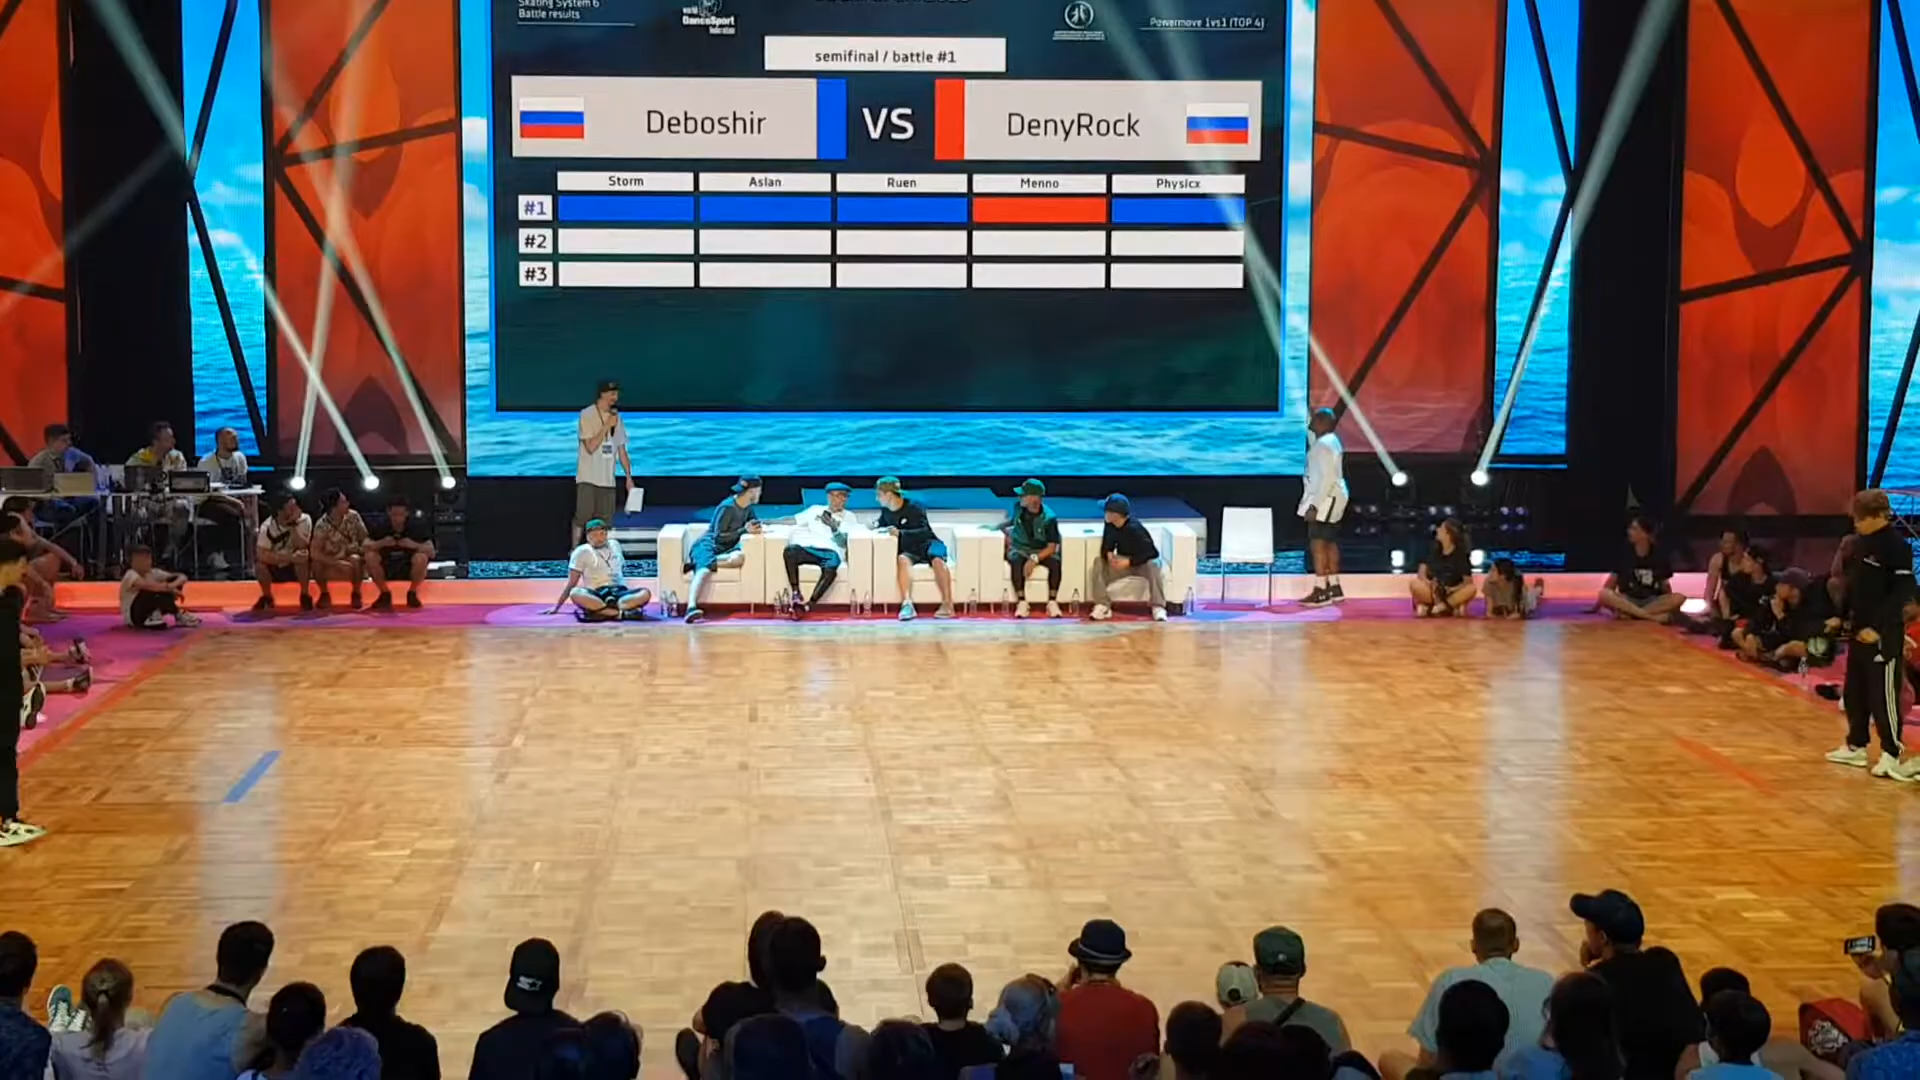 Skating System 6
Battle results
World
DanceSport
Federation
Powermove 1vs1 (TOP 4)
semifinal / battle #1
Deboshir
VS
DenyRock
Storm
Aslan
Ruen
Menno
Physicx
#1
#2
#3